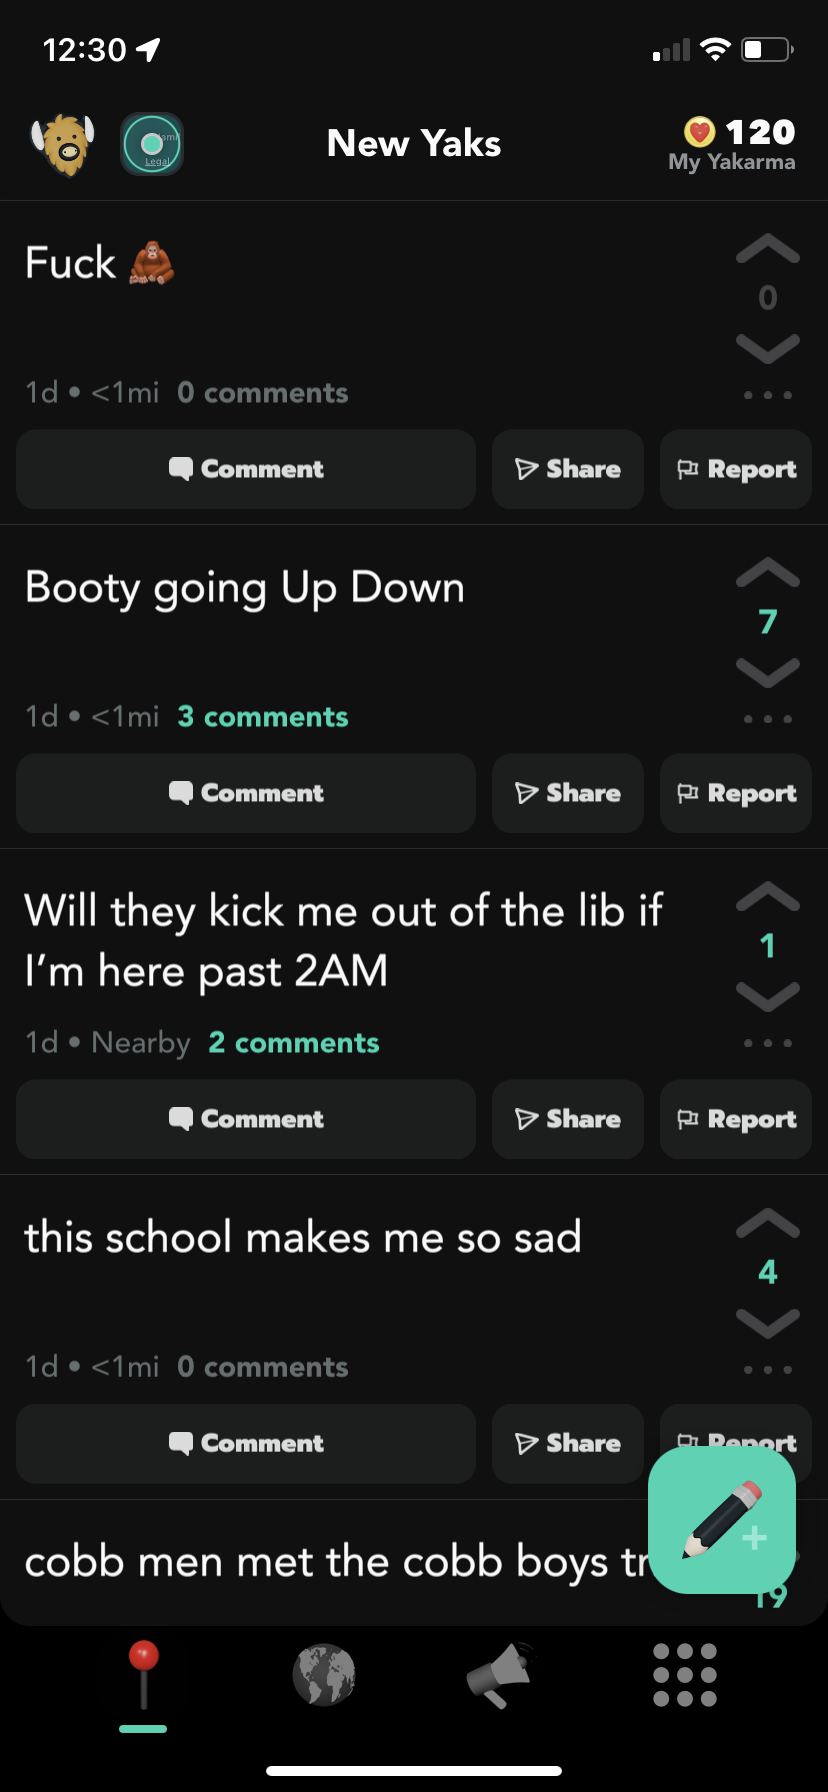 12:30
Legal
New Yaks
120
My Yakarma
Fuck
0
1d • <1mi 0 comments
Comment
Share
Report
Booty going Up Down
7
1d • <1mi 3 comments
Comment
Share
Report
Will they kick me out of the lib if
I'm here past 2AM
1
1d • Nearby 2 comments
Comment
Share
Report
this school makes me so sad
4
1d • <1mi 0 comments
Comment
Share
Report
cobb men met the cobb boys
19